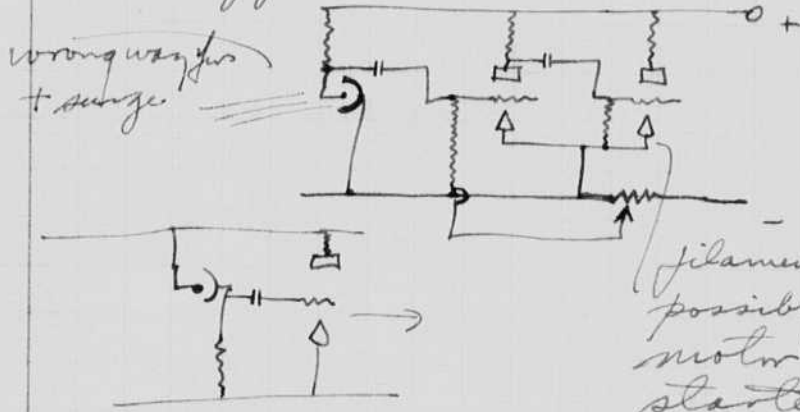 wrong way for
+ surge
+
-
filamen
possib
motor
starte